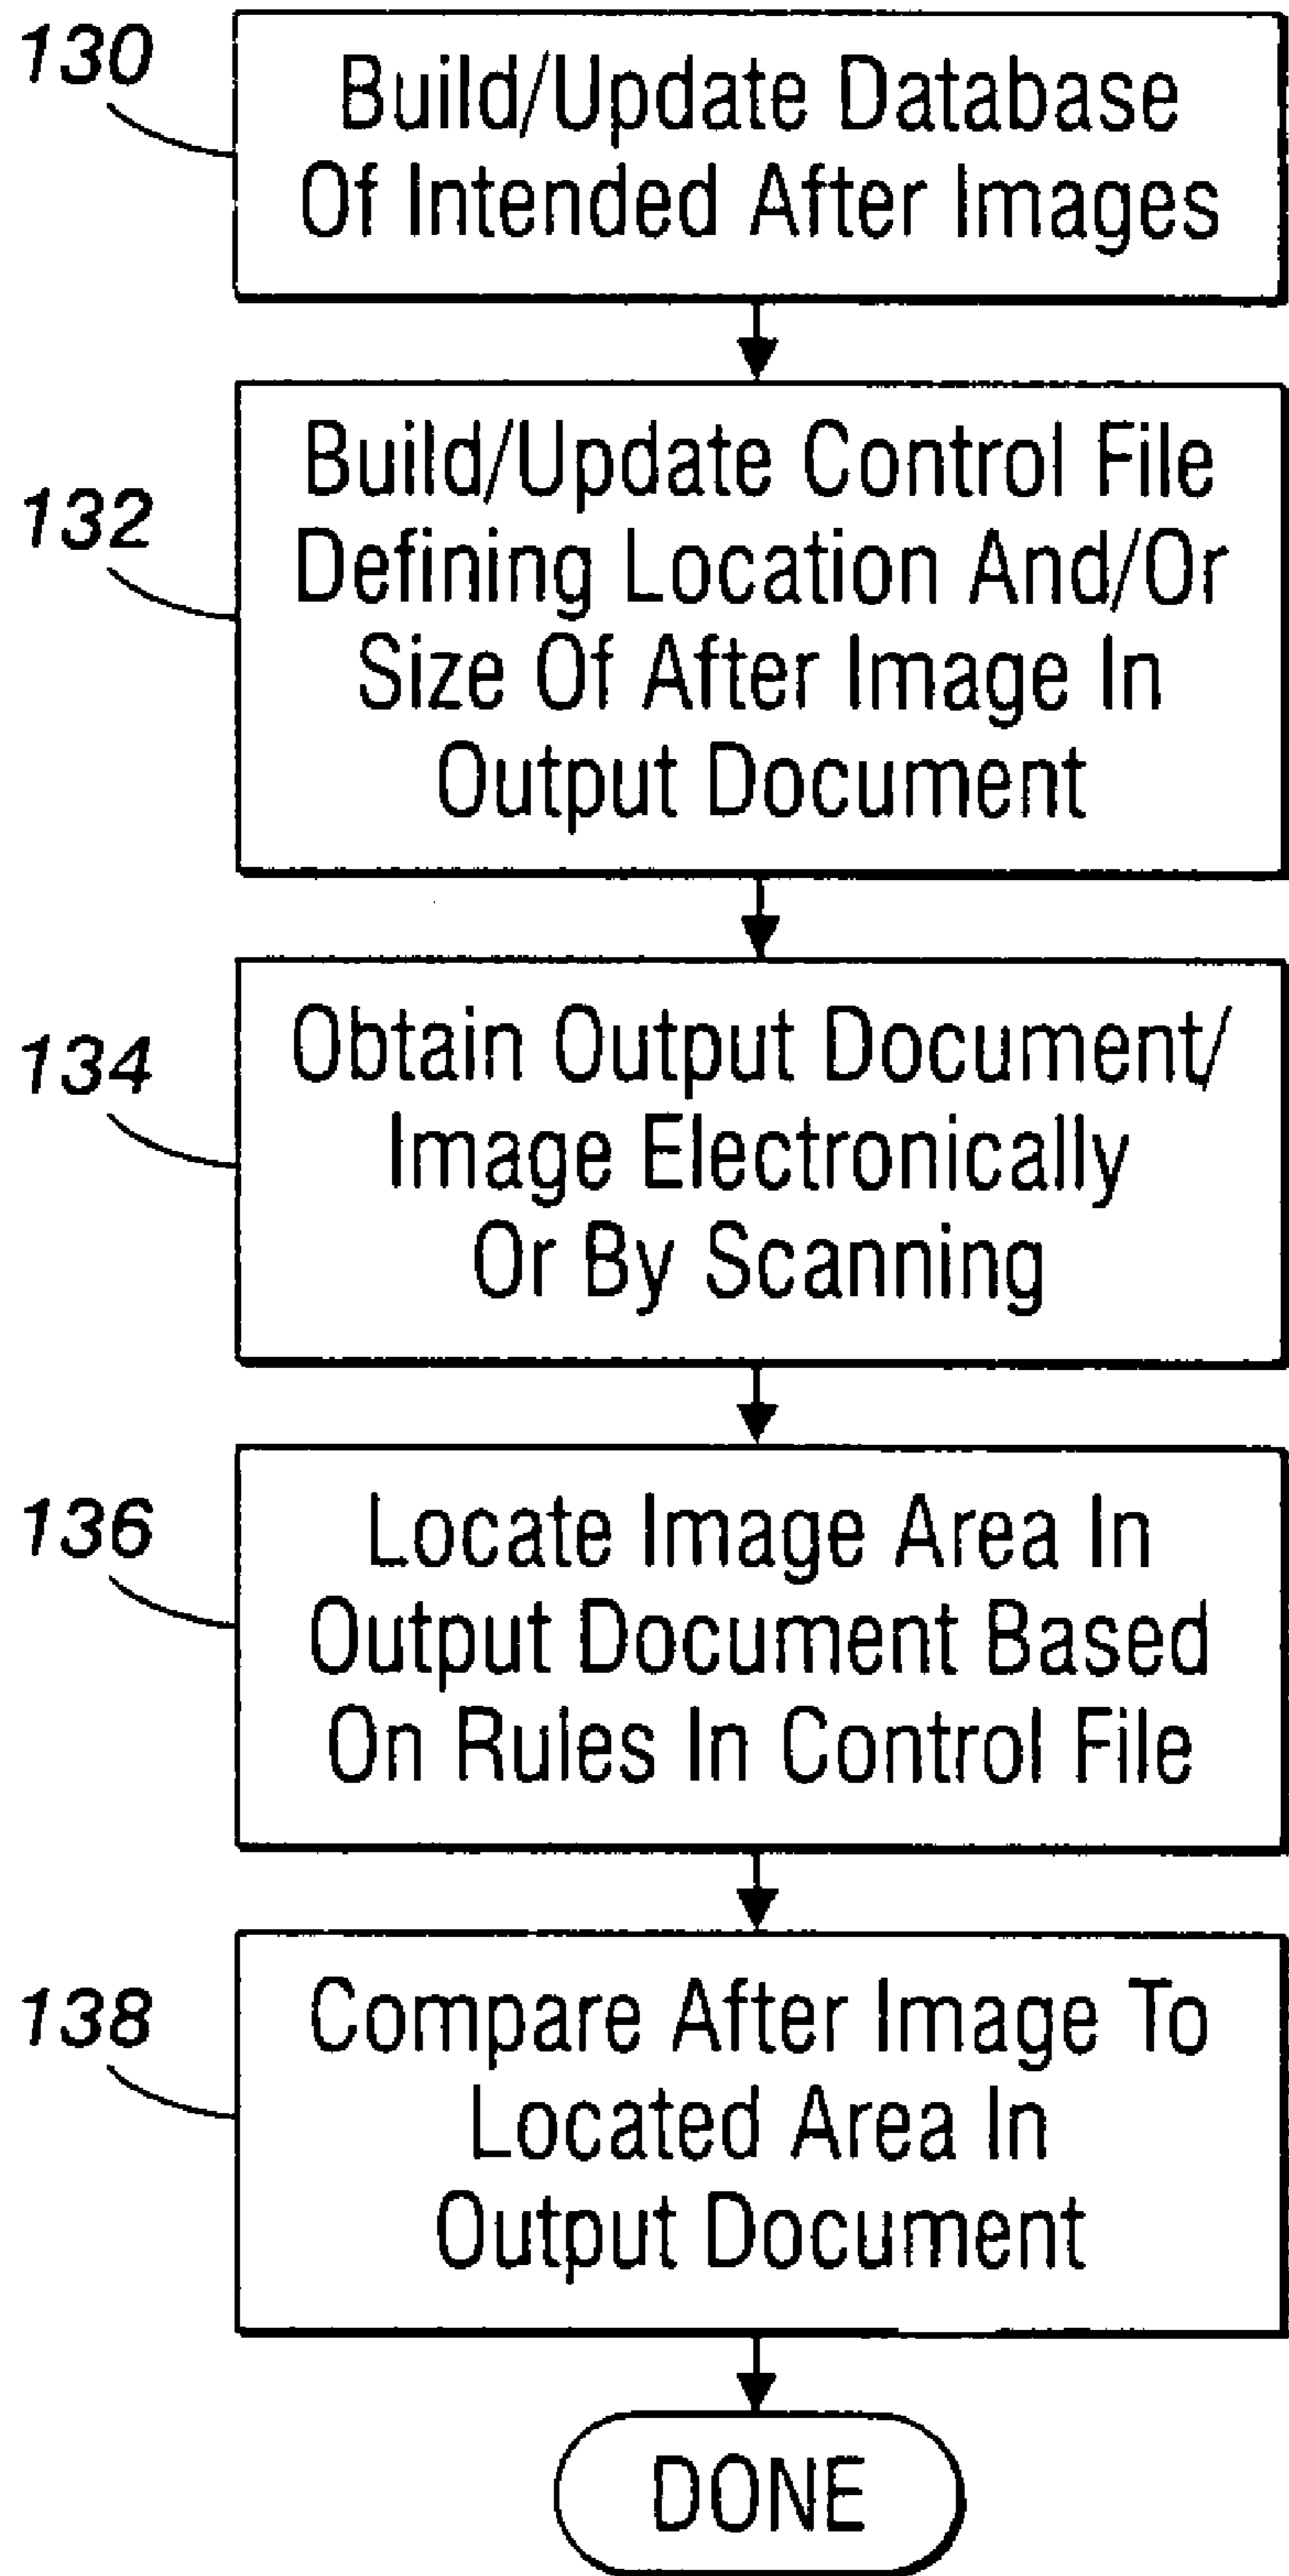 130
Build/Update Database
Of Intended After Images
132
Build/Update Control File
Defining Location And/Or
Size Of After Image In
Output Document
134
Obtain Output Document/
Image Electronically
Or By Scanning
136
Locate Image Area In
Output Document Based
On Rules In Control File
138
Compare After Image To
Located Area In
Output Document
DONE